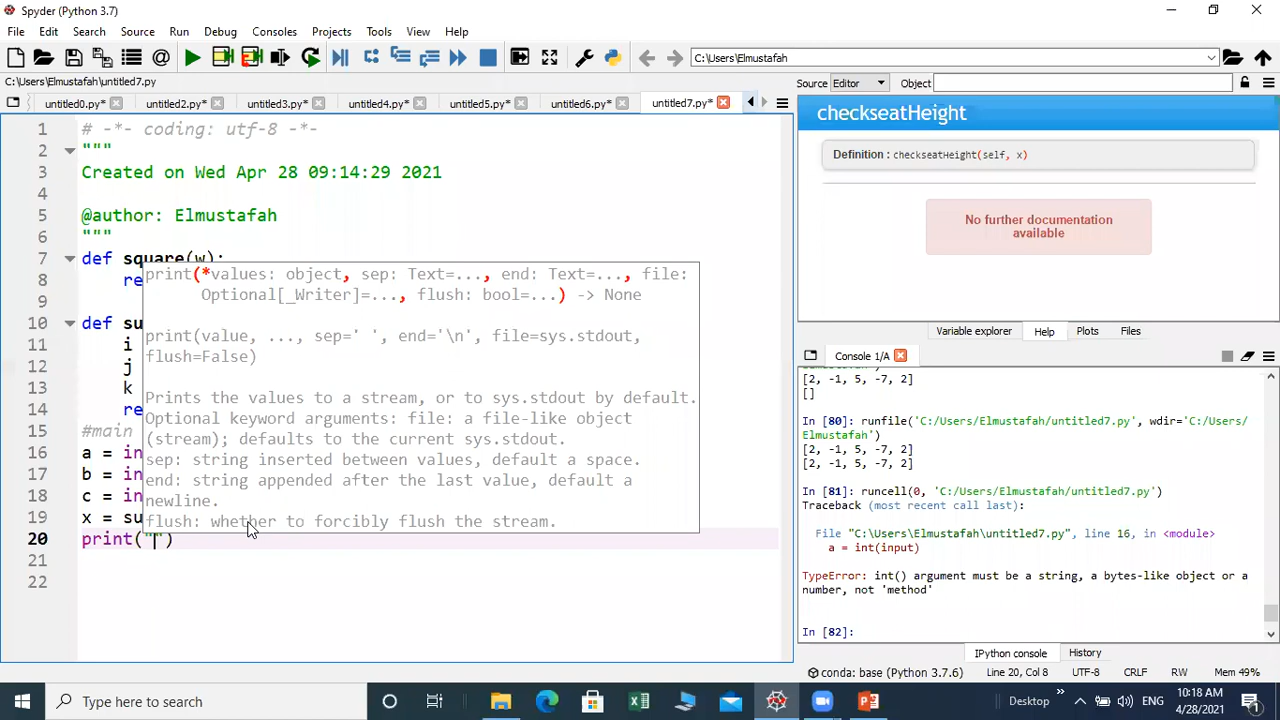 Spyder (Python 3.7)
File Edit Search Source Run Debug Consoles Projects Tools View Help
C:\Users\Elmustafah
C:\Users\Elmustafah\untitled7.py
Source Editor Object
untitled0.py* untitled2.py* untitled3.py* untitled4.py* untitled5.py* untitled6.py* untitled7.py*
1 # -*- coding: utf-8 -*-
2 """
3 Created on Wed Apr 28 09:14:29 2021
4
5 @author: Elmustafah
6 """
7 def square(w):
8 re
9
10 def su
11 i
12 j
13 k
14 re
15 #main
16 a = in
17 b = in
18 c = in
19 x = su
20 print("")
21
22
print(*values: object, sep: Text=..., end: Text=..., file:
Optional[_Writer]=..., flush: bool=...) -> None
print(value, ..., sep=' ', end='\n', file=sys.stdout,
flush=False)
Prints the values to a stream, or to sys.stdout by default.
Optional keyword arguments: file: a file-like object
(stream); defaults to the current sys.stdout.
sep: string inserted between values, default a space.
end: string appended after the last value, default a
newline.
flush: whether to forcibly flush the stream.
checkseatHeight
Definition : checkseatHeight(self, x)
No further documentation
available
Variable explorer Help Plots Files
Console 1/A
Elmustafah')
[2, -1, 5, -7, 2]
[]
In [80]: runfile('C:/Users/Elmustafah/untitled7.py', wdir='C:/Users/
Elmustafah')
[2, -1, 5, -7, 2]
[2, -1, 5, -7, 2]
In [81]: runcell(0, 'C:/Users/Elmustafah/untitled7.py')
Traceback (most recent call last):
File "C:\Users\Elmustafah\untitled7.py", line 16, in <module>
a = int(input)
TypeError: int() argument must be a string, a bytes-like object or a
number, not 'method'
In [82]:
IPython console History
conda: base (Python 3.7.6) Line 20, Col 8 UTF-8 CRLF RW Mem 49%
Type here to search
Desktop ENG
10:18 AM
4/28/2021
1